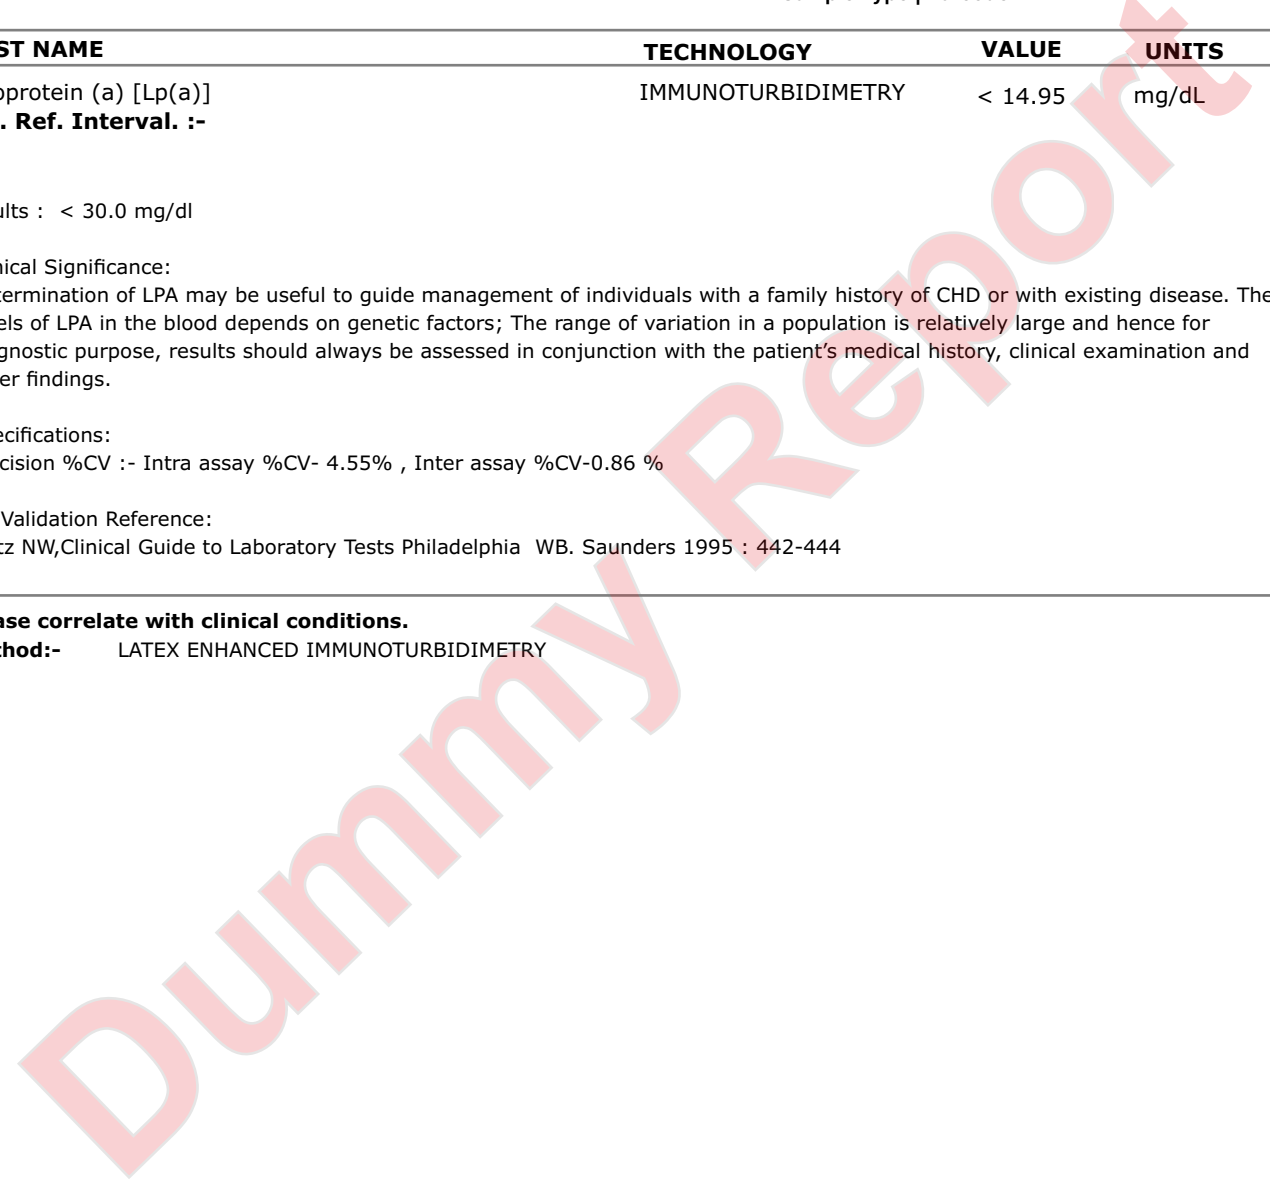 ST NAME TECHNOLOGY VALUE UNITS
oprotein (a) [Lp(a)] IMMUNOTURBIDIMETRY < 14.95 mg/dL
. Ref. Interval. :-
ults : < 30.0 mg/dl
nical Significance:
termination of LPA may be useful to guide management of individuals with a family history of CHD or with existing disease. The
els of LPA in the blood depends on genetic factors; The range of variation in a population is relatively large and hence for
gnostic purpose, results should always be assessed in conjunction with the patient’s medical history, clinical examination and
er findings.
ecifications:
cision %CV :- Intra assay %CV- 4.55% , Inter assay %CV-0.86 %
Validation Reference:
tz NW,Clinical Guide to Laboratory Tests Philadelphia WB. Saunders 1995 : 442-444
ase correlate with clinical conditions.
thod:- LATEX ENHANCED IMMUNOTURBIDIMETRY
Dummy Report